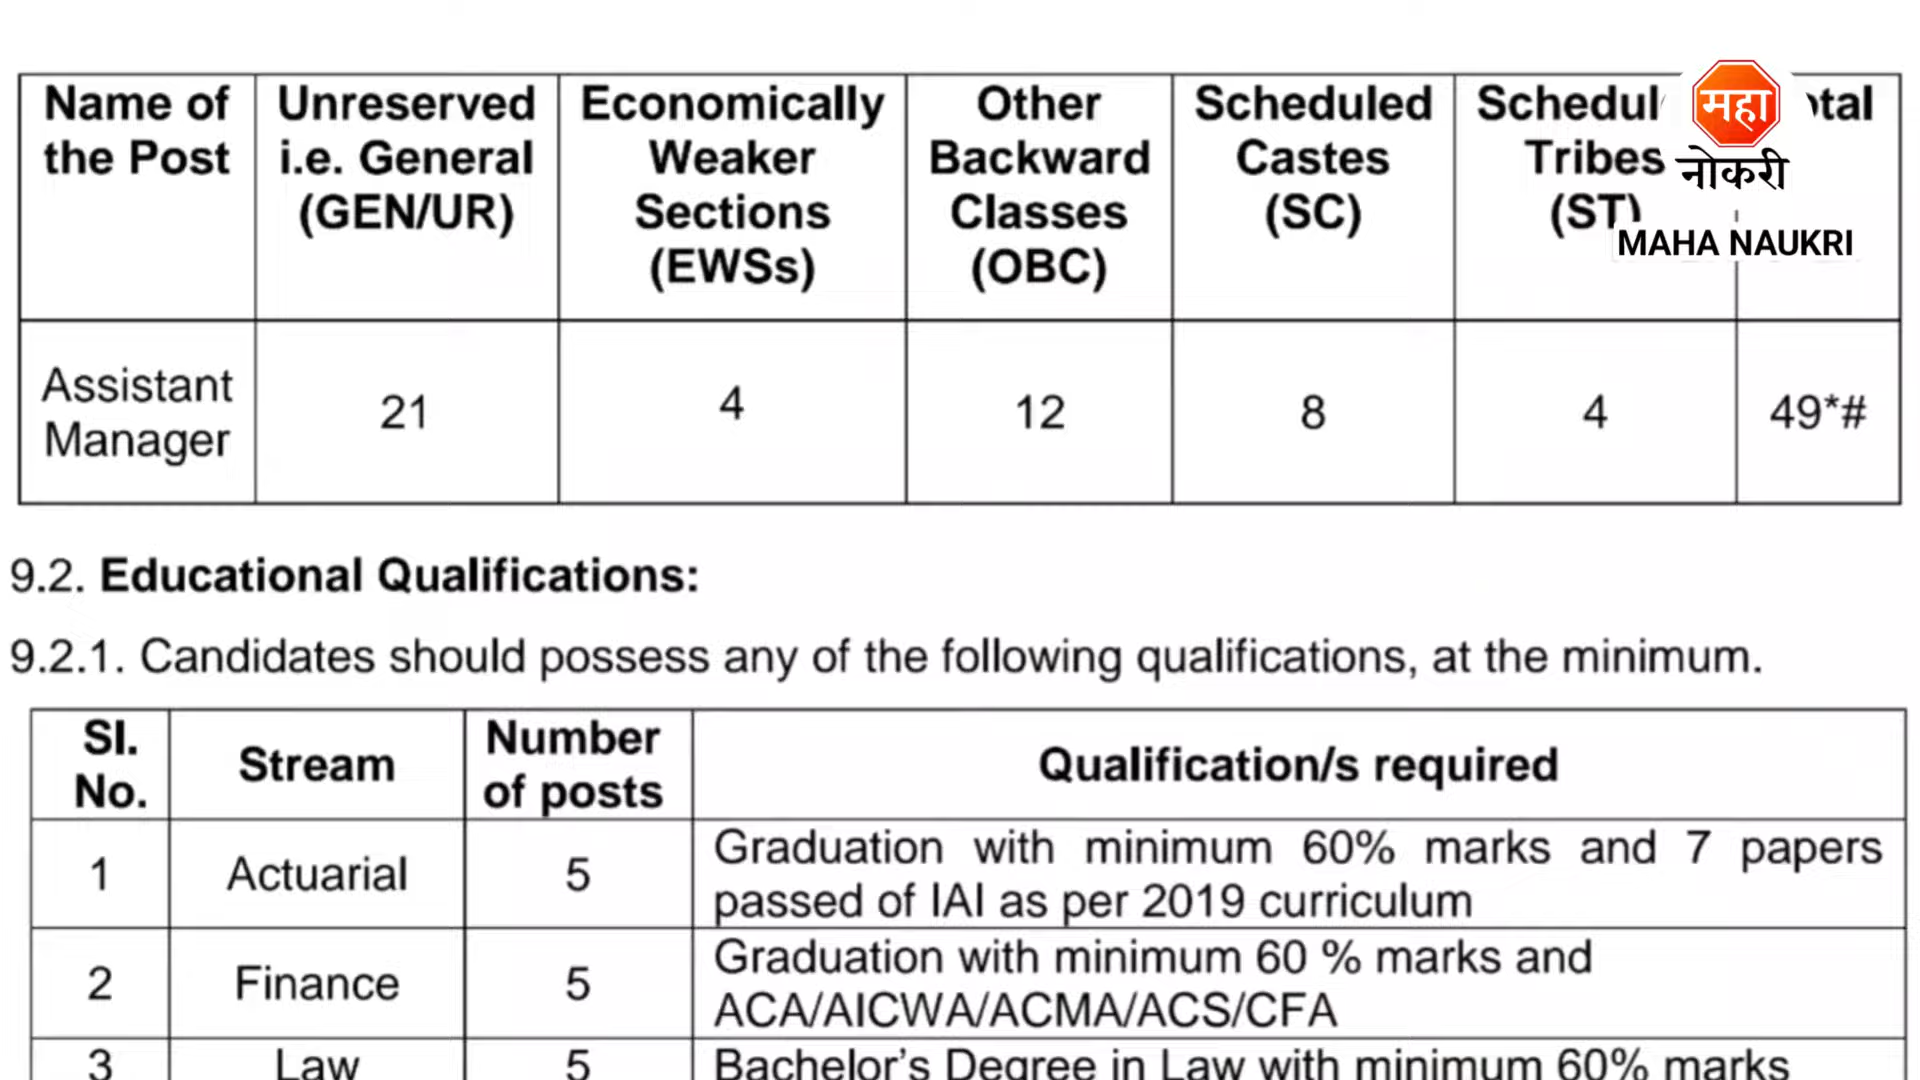 Name of the Post
Unreserved i.e. General (GEN/UR)
Economically Weaker Sections (EWSs)
Other Backward Classes (OBC)
Scheduled Castes (SC)
Tribes (ST)
महा
नोकरी
MAHA NAUKRI
Assistant Manager
21
4
12
8
4
49*#
9.2. Educational Qualifications:
9.2.1. Candidates should possess any of the following qualifications, at the minimum.
Sl. No.
Stream
Number of posts
Qualification/s required
1
Actuarial
5
Graduation with minimum 60% marks and 7 papers
passed of IAI as per 2019 curriculum
2
Finance
5
Graduation with minimum 60 % marks and
ACA/AICWA/ACMA/ACS/CFA
3
Law
5
Bachelor's Degree in Law with minimum 60% marks